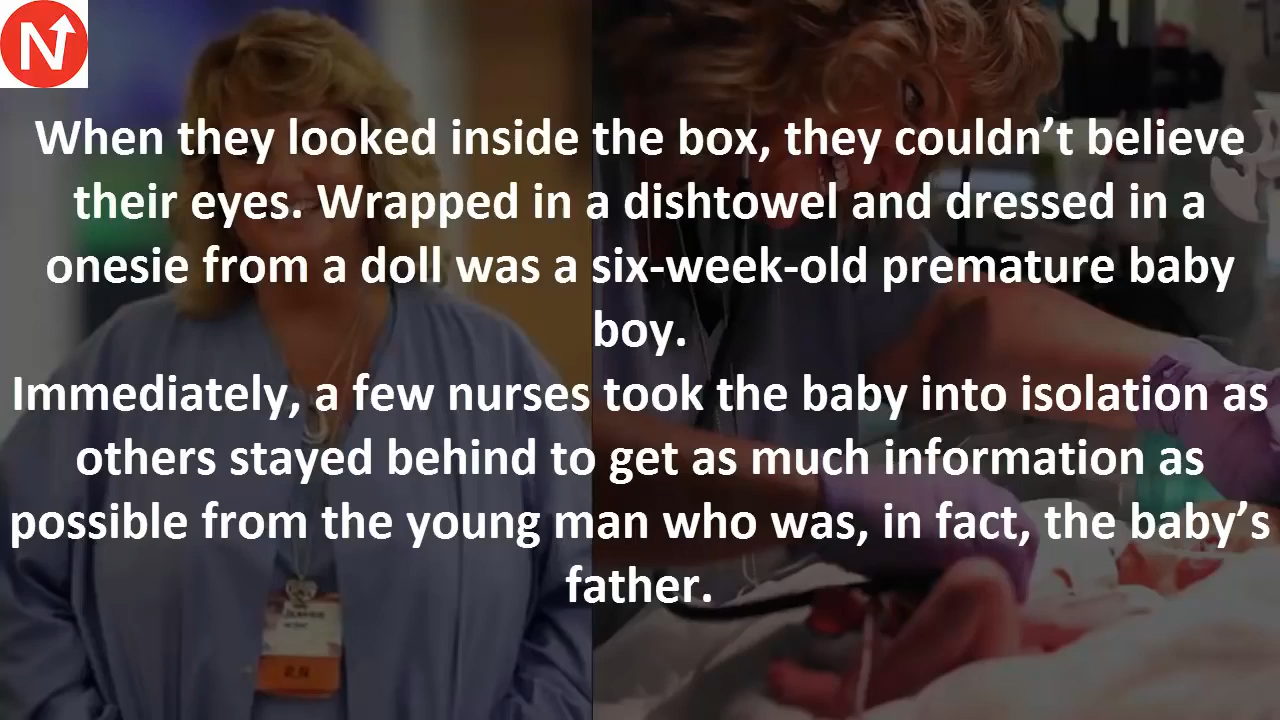 N
When they looked inside the box, they couldn’t believe
their eyes. Wrapped in a dishtowel and dressed in a
onesie from a doll was a six-week-old premature baby
boy.
Immediately, a few nurses took the baby into isolation as
others stayed behind to get as much information as
possible from the young man who was, in fact, the baby’s
father.
R.N